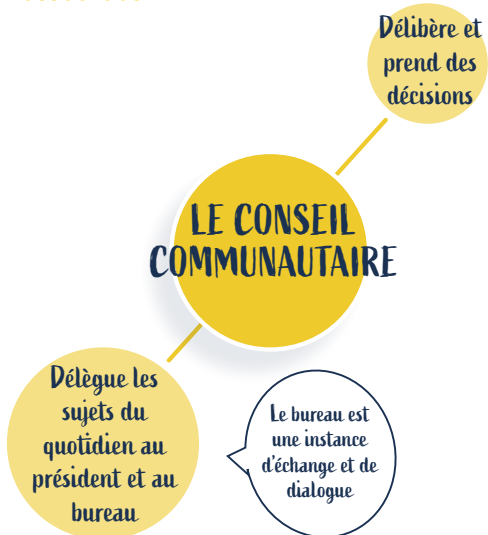 Délibère et
prend des
décisions
LE CONSEIL
COMMUNAUTAIRE
Délègue les
sujets du
quotidien au
président et au
bureau
Le bureau est
une instance
d'échange et de
dialogue